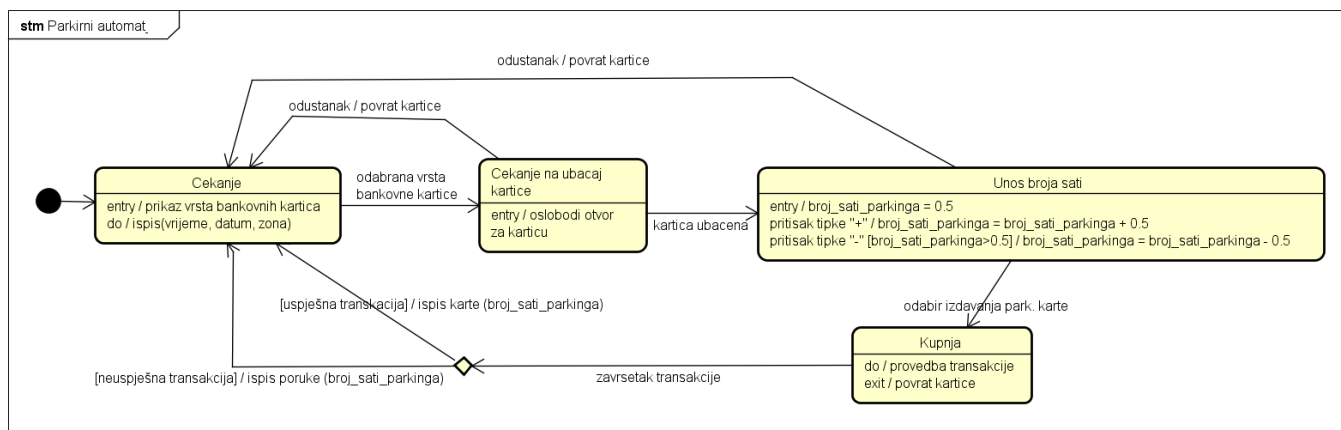 stm Parkirni automat
odustanak / povrat kartice
odustanak / povrat kartice
Cekanje
entry / prikaz vrsta bankovnih kartica
do / ispis(vrijeme, datum, zona)
odabrana vrsta
bankovne kartice
Cekanje na ubacaj
kartice
entry / oslobodi otvor
za karticu
kartica ubacena
Unos broja sati
entry / broj_sati_parkinga = 0.5
pritisak tipke "+" / broj_sati_parkinga = broj_sati_parkinga + 0.5
pritisak tipke "-" [broj_sati_parkinga>0.5] / broj_sati_parkinga = broj_sati_parkinga - 0.5
[uspješna transkacija] / ispis karte (broj_sati_parkinga)
odabir izdavanja park. karte
Kupnja
do / provedba transakcije
exit / povrat kartice
[neuspješna transakcija] / ispis poruke (broj_sati_parkinga)
zavrsetak transakcije